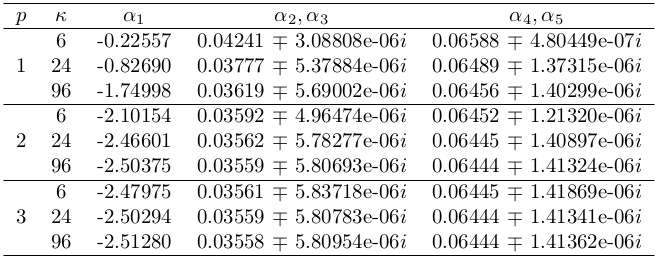 p κ α1 α2, α3 α4, α5
6 -0.22557 0.04241 ∓ 3.08808e-06i 0.06588 ∓ 4.80449e-07i
1 24 -0.82690 0.03777 ∓ 5.37884e-06i 0.06489 ∓ 1.37315e-06i
96 -1.74998 0.03619 ∓ 5.69002e-06i 0.06456 ∓ 1.40299e-06i
6 -2.10154 0.03592 ∓ 4.96474e-06i 0.06452 ∓ 1.21320e-06i
2 24 -2.46601 0.03562 ∓ 5.78277e-06i 0.06445 ∓ 1.40897e-06i
96 -2.50375 0.03559 ∓ 5.80693e-06i 0.06444 ∓ 1.41324e-06i
6 -2.47975 0.03561 ∓ 5.83718e-06i 0.06445 ∓ 1.41869e-06i
3 24 -2.50294 0.03559 ∓ 5.80783e-06i 0.06444 ∓ 1.41341e-06i
96 -2.51280 0.03558 ∓ 5.80954e-06i 0.06444 ∓ 1.41362e-06i